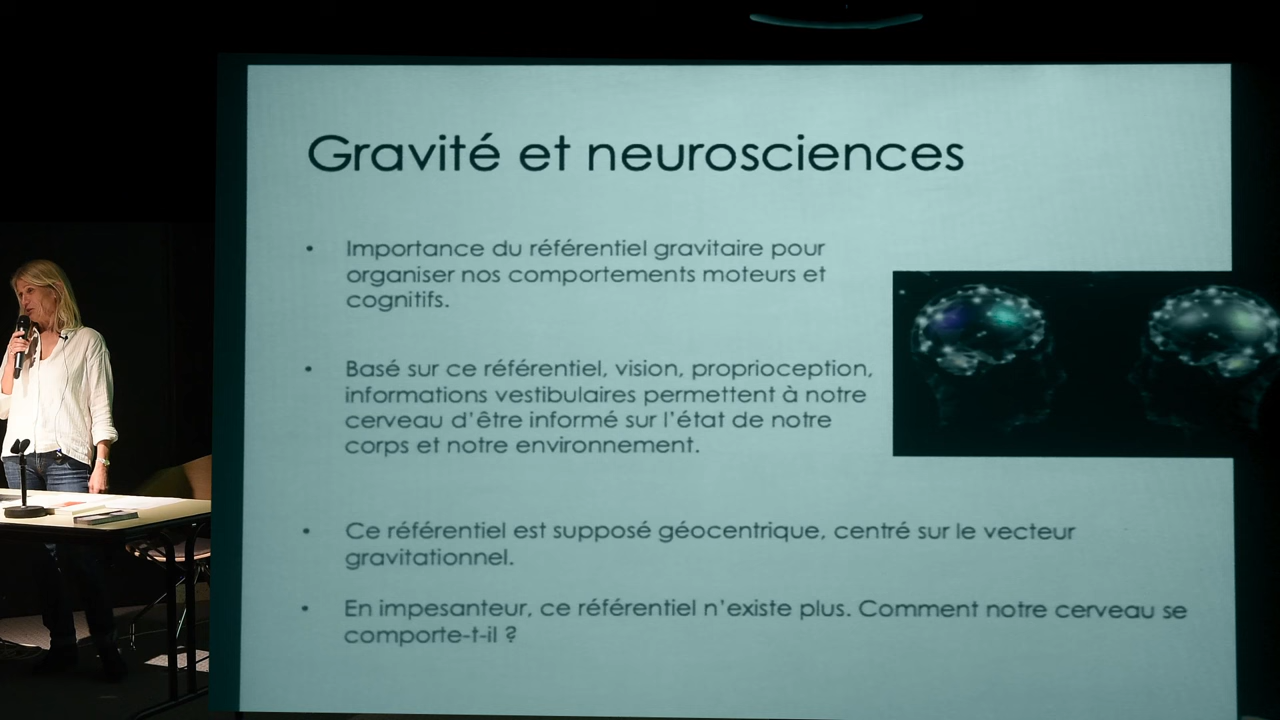 Gravité et neurosciences
• Importance du référentiel gravitaire pour
organiser nos comportements moteurs et
cognitifs.
• Basé sur ce référentiel, vision, proprioception,
informations vestibulaires permettent à notre
cerveau d'être informé sur l'état de notre
corps et notre environnement.
• Ce référentiel est supposé géocentrique, centré sur le vecteur
gravitationnel.
• En impesanteur, ce référentiel n'existe plus. Comment notre cerveau se
comporte-t-il ?